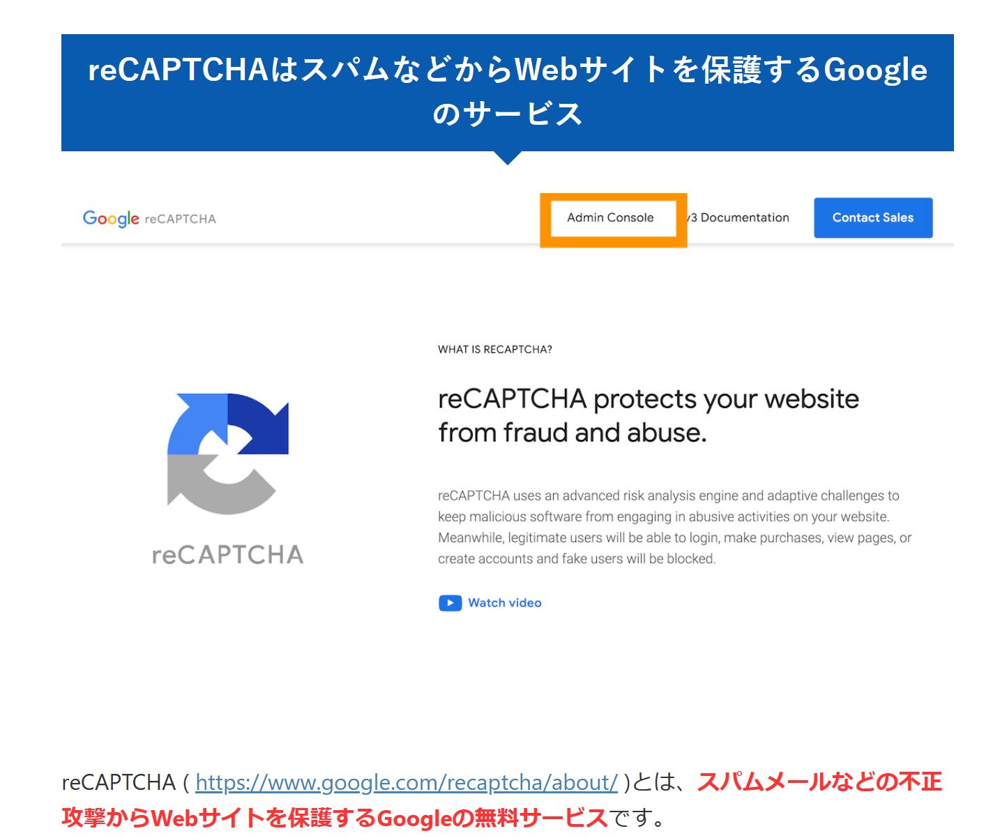 reCAPTCHAはスパムなどからWebサイトを保護するGoogle
のサービス
Google reCAPTCHA
Admin Console
v3 Documentation
Contact Sales
WHAT IS RECAPTCHA?
reCAPTCHA protects your website
from fraud and abuse.
reCAPTCHA
reCAPTCHA uses an advanced risk analysis engine and adaptive challenges to
keep malicious software from engaging in abusive activities on your website.
Meanwhile, legitimate users will be able to login, make purchases, view pages, or
create accounts and fake users will be blocked.
Watch video
reCAPTCHA ( https://www.google.com/recaptcha/about/ )とは、スパムメールなどの不正
攻撃からWebサイトを保護するGoogleの無料サービスです。